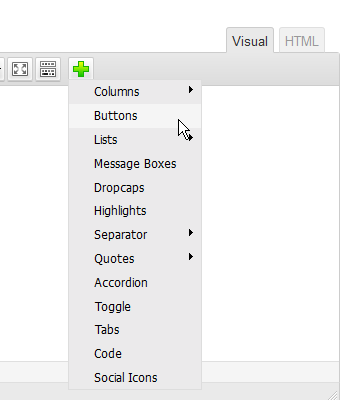 Visual HTML
Columns
Buttons
Lists
Message Boxes
Dropcaps
Highlights
Separator
Quotes
Accordion
Toggle
Tabs
Code
Social Icons